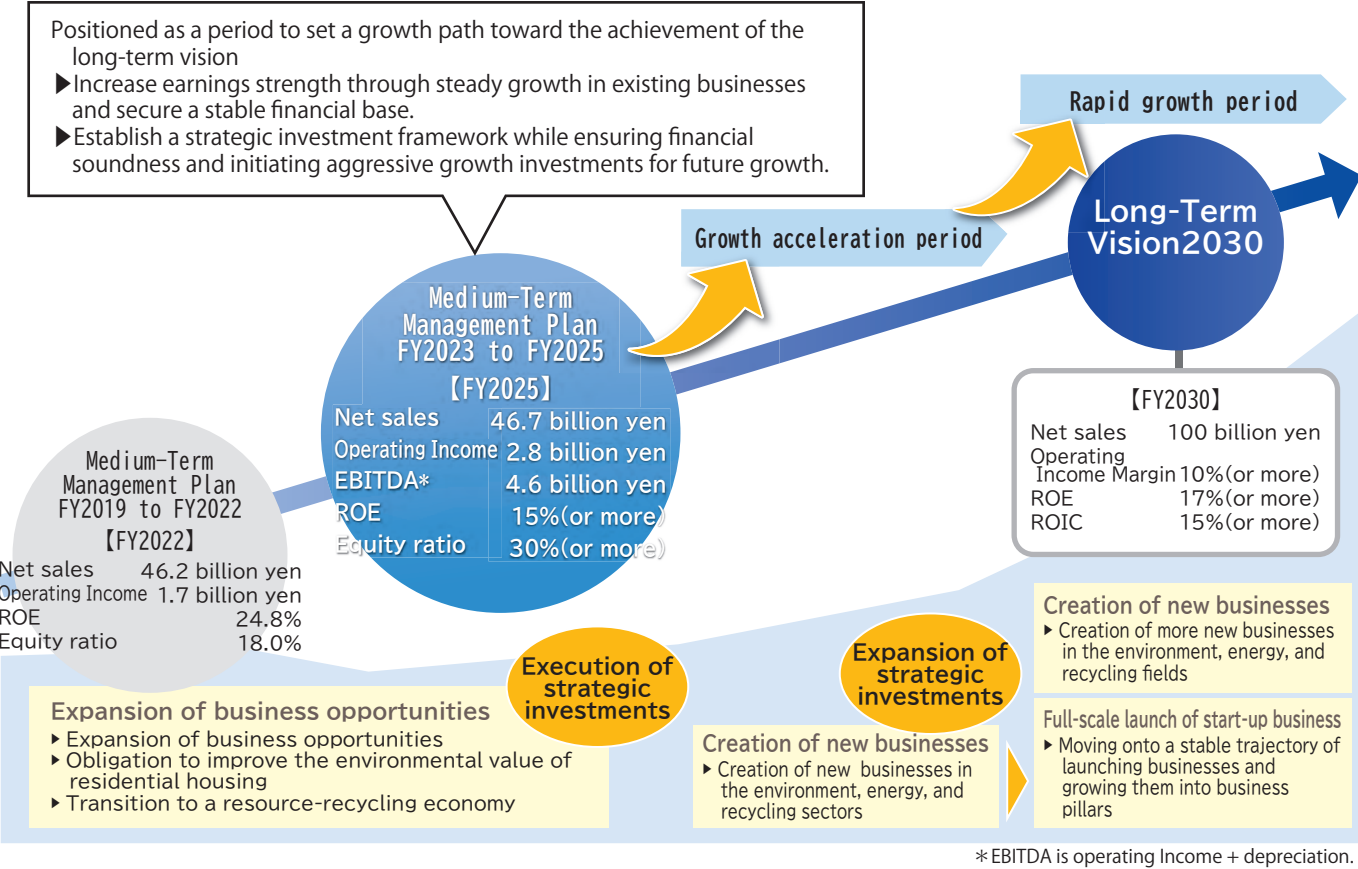 Positioned as a period to set a growth path toward the achievement of the
long-term vision
▶Increase earnings strength through steady growth in existing businesses
and secure a stable financial base.
▶Establish a strategic investment framework while ensuring financial
soundness and initiating aggressive growth investments for future growth.
Rapid growth period
Growth acceleration period
Long-Term
Vision2030
Medium-Term
Management Plan
FY2023 to FY2025
【FY2025】
Net sales 46.7 billion yen
Operating Income 2.8 billion yen
EBITDA* 4.6 billion yen
ROE 15%(or more)
Equity ratio 30%(or more)
【FY2030】
Net sales 100 billion yen
Operating
Income Margin 10%(or more)
ROE 17%(or more)
ROIC 15%(or more)
Medium-Term
Management Plan
FY2019 to FY2022
【FY2022】
Net sales 46.2 billion yen
Operating Income 1.7 billion yen
ROE 24.8%
Equity ratio 18.0%
Execution of
strategic
investments
Expansion of
strategic
investments
Expansion of business opportunities
▶ Expansion of business opportunities
▶ Obligation to improve the environmental value of
residential housing
▶ Transition to a resource-recycling economy
Creation of new businesses
▶ Creation of new businesses in
the environment, energy, and
recycling sectors
Creation of new businesses
▶ Creation of more new businesses
in the environment, energy, and
recycling fields
Full-scale launch of start-up business
▶ Moving onto a stable trajectory of
launching businesses and
growing them into business
pillars
＊EBITDA is operating Income + depreciation.